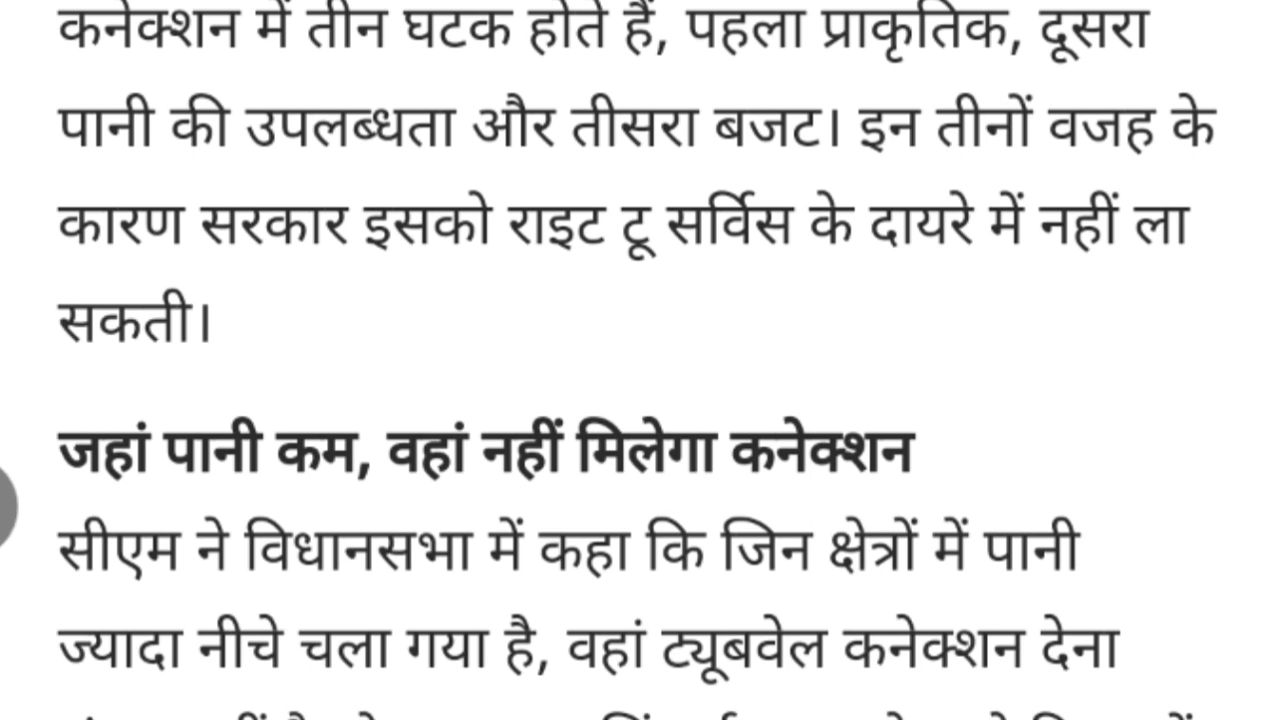 कनेक्शन में तीन घटक होते हैं, पहला प्राकृतिक, दूसरा
पानी की उपलब्धता और तीसरा बजट। इन तीनों वजह के
कारण सरकार इसको राइट टू सर्विस के दायरे में नहीं ला
सकती।
जहां पानी कम, वहां नहीं मिलेगा कनेक्शन
सीएम ने विधानसभा में कहा कि जिन क्षेत्रों में पानी
ज्यादा नीचे चला गया है, वहां ट्यूबवेल कनेक्शन देना